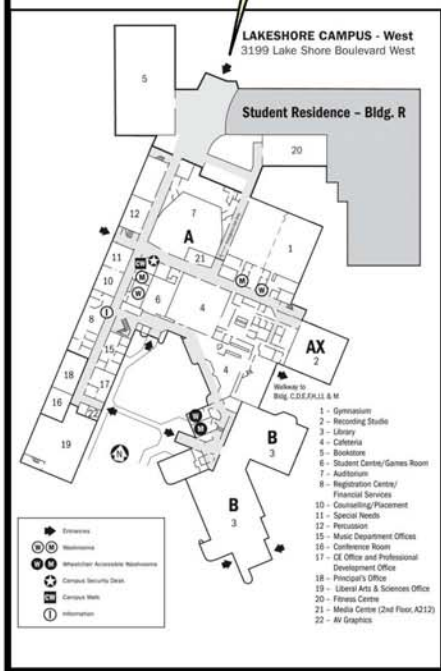 LAKESHORE CAMPUS - West
3199 Lake Shore Boulevard West
5
Student Residence – Bldg. R
20
12
7
A
21
1
11
CM
M
W
M
W
10
6
4
8
I
AX
2
15
4
18
17
16
22
Walkway to
Bldg. C,D,E,F,H,J,L & M
W
M
B
3
N
19
B
3
1 – Gymnasium
2 – Recording Studio
3 – Library
4 – Cafeteria
5 – Bookstore
6 – Student Centre/Games Room
7 – Auditorium
8 – Registration Centre/
Financial Services
10 – Counselling/Placement
11 – Special Needs
12 – Percussion
15 – Music Department Offices
16 – Conference Room
17 – CE Office and Professional
Development Office
18 – Principal's Office
19 – Liberal Arts & Sciences Office
20 – Fitness Centre
21 – Media Centre (2nd Floor, A212)
22 – AV Graphics
Entrances
W M Washrooms
W M Wheelchair Accessible Washrooms
Campus Security Desk
CM Campus Walk
I Information